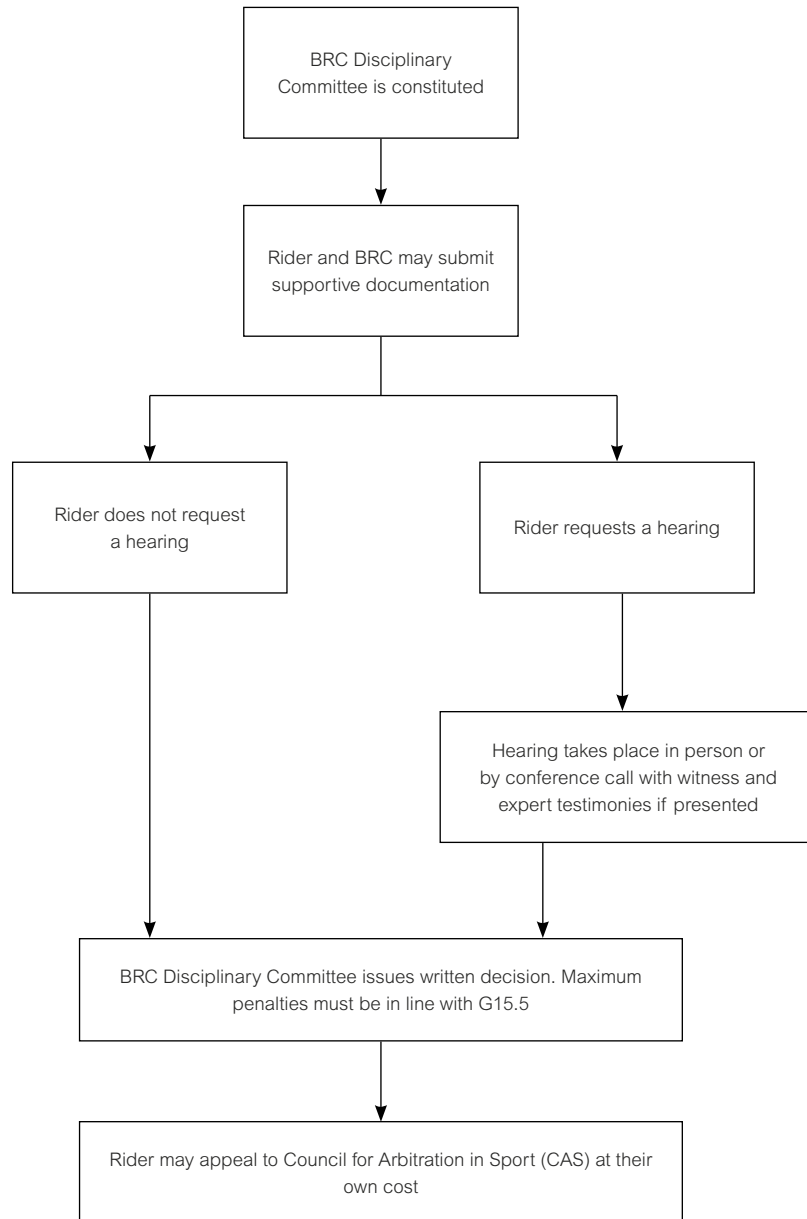 BRC Disciplinary
Committee is constituted
Rider and BRC may submit
supportive documentation
Rider does not request
a hearing
Rider requests a hearing
Hearing takes place in person or
by conference call with witness and
expert testimonies if presented
BRC Disciplinary Committee issues written decision. Maximum
penalties must be in line with G15.5
Rider may appeal to Council for Arbitration in Sport (CAS) at their
own cost